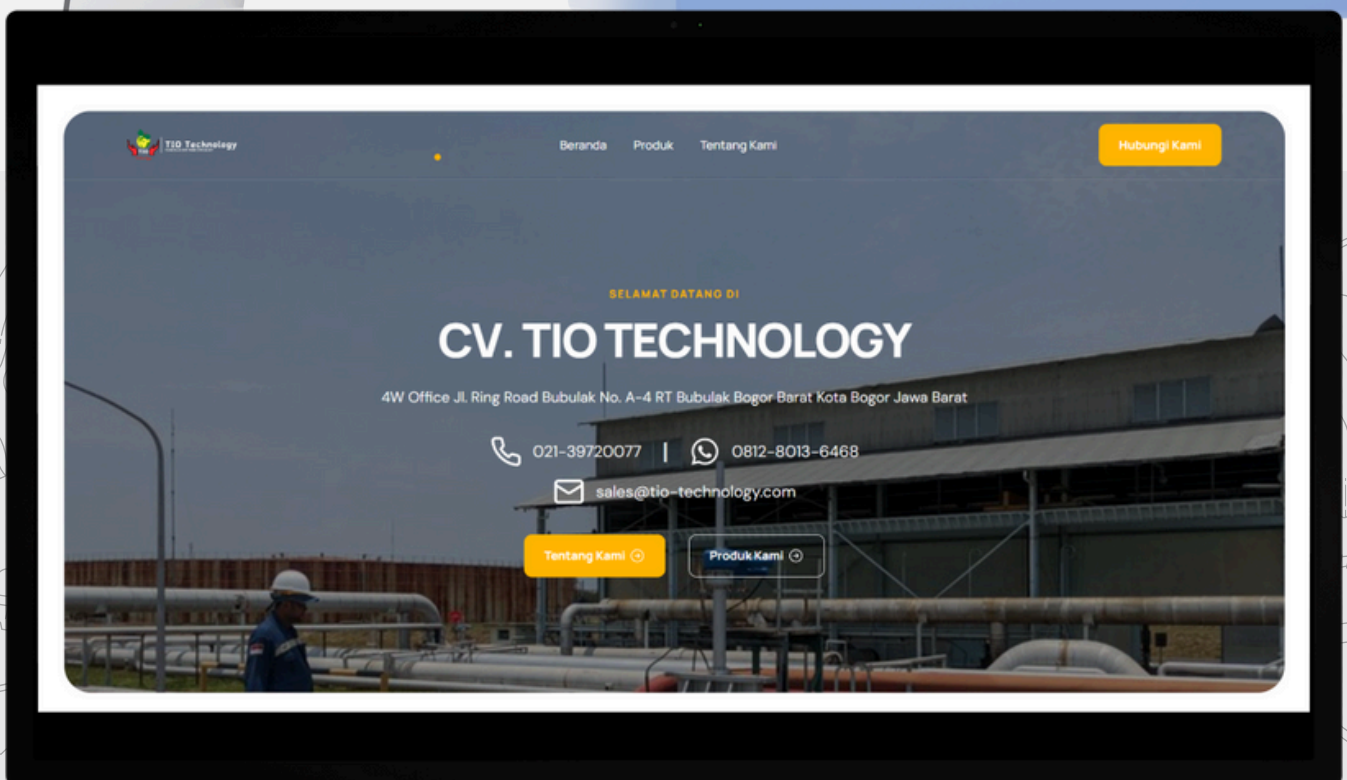 TIO Technology
Beranda Produk Tentang Kami
Hubungi Kami
SELAMAT DATANG DI
CV. TIO TECHNOLOGY
4W Office Jl. Ring Road Bubulak No. A-4 RT Bubulak Bogor Barat Kota Bogor Jawa Barat
021-39720077 | 0812-8013-6468
sales@tio-technology.com
Tentang Kami Produk Kami